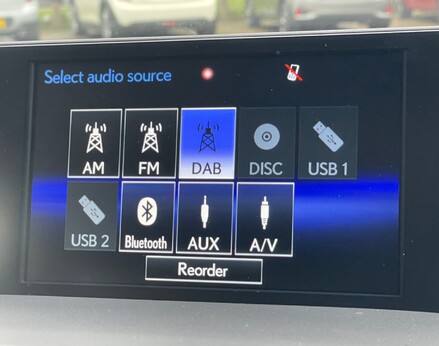 Select audio source
AM FM DAB DISC USB 1
USB 2 Bluetooth AUX A/V
Reorder